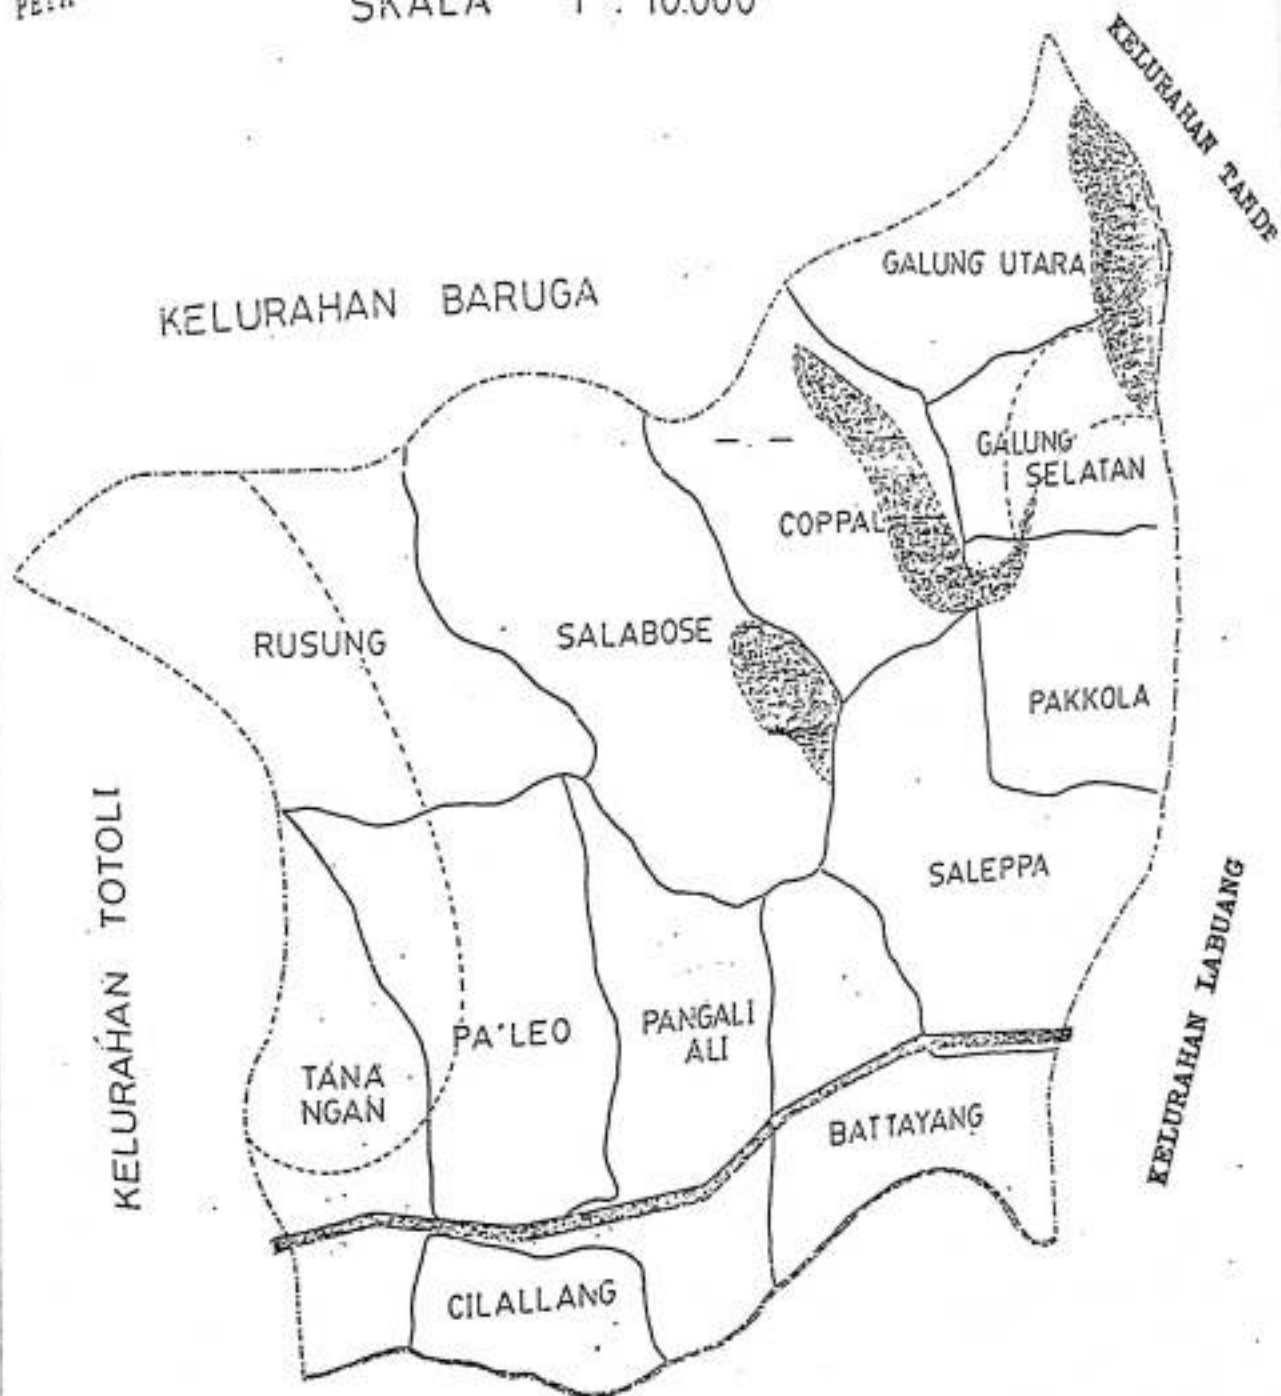 PETA
SKALA 1 : 10.000
KELURAHAN
GALUNG UTARA
KELURAHAN BARUGA
GALUNG
SELATAN
COPPAL
RUSUNG
SALABOSE
PAKKOLA
KELURAHAN TOTOLI
SALEPPA
KELURAHAN LABUANG
PA'LEO
PANGALI
ALI
TANA
NGAN
BATTAYANG
CILALLANG